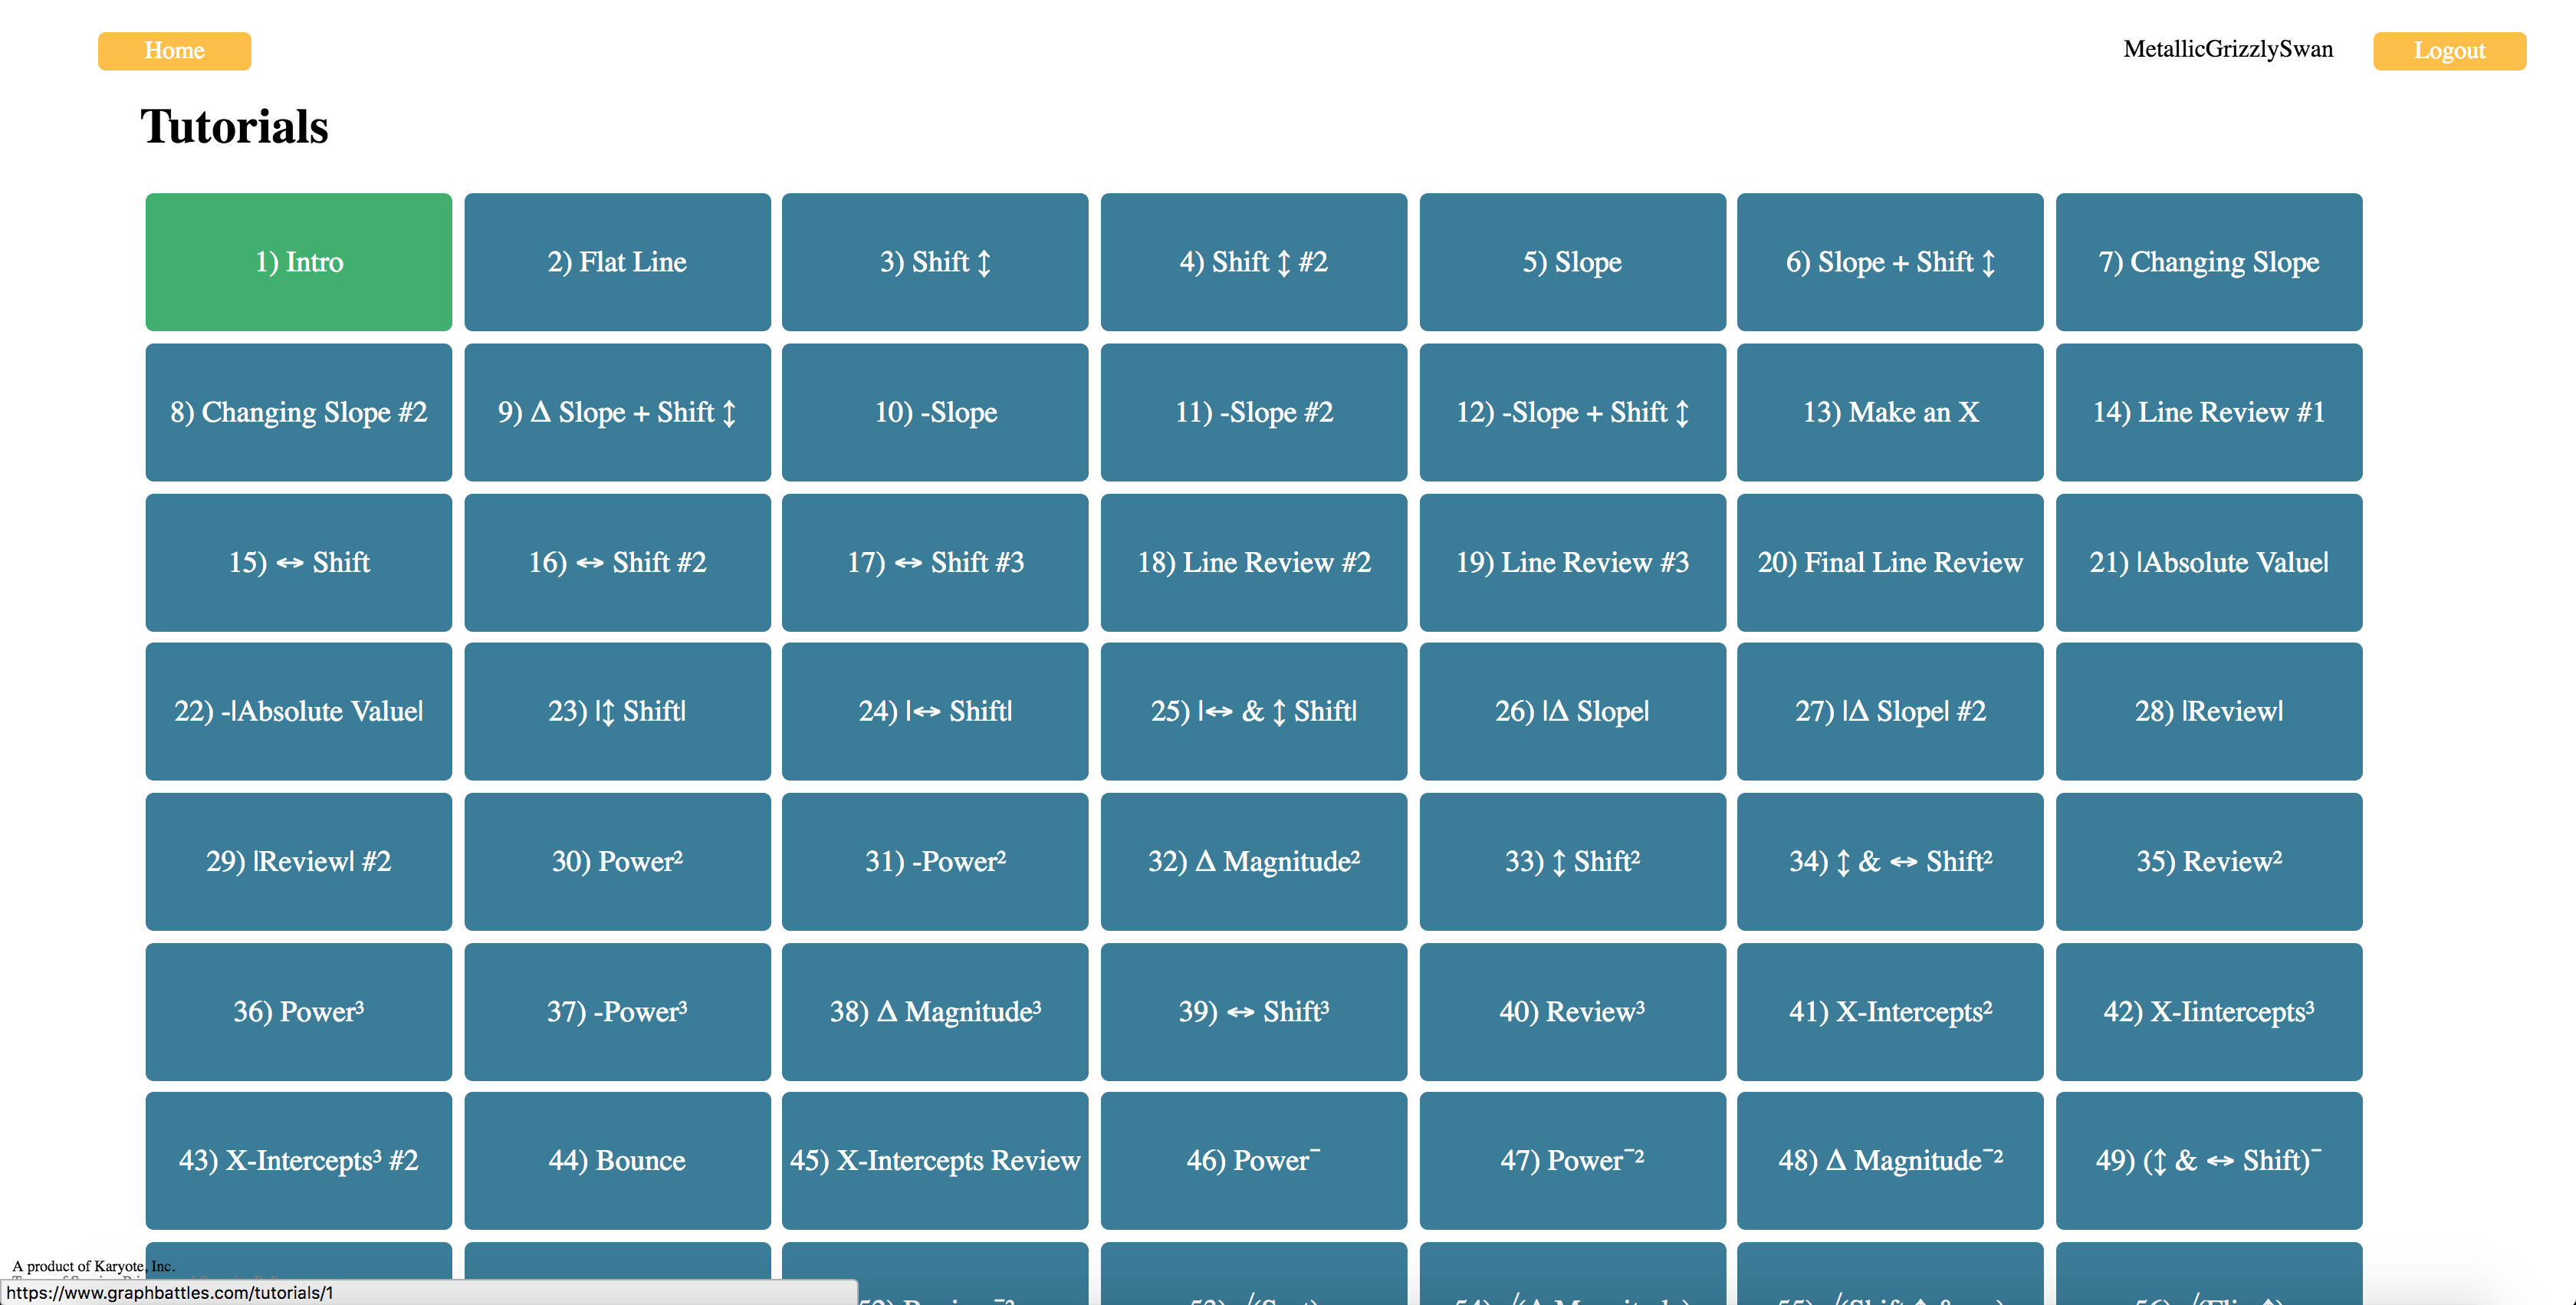 Home
MetallicGrizzlySwan
Logout
Tutorials
1) Intro
2) Flat Line
3) Shift ↕
4) Shift ↕ #2
5) Slope
6) Slope + Shift ↕
7) Changing Slope
8) Changing Slope #2
9) Δ Slope + Shift ↕
10) -Slope
11) -Slope #2
12) -Slope + Shift ↕
13) Make an X
14) Line Review #1
15) ↔ Shift
16) ↔ Shift #2
17) ↔ Shift #3
18) Line Review #2
19) Line Review #3
20) Final Line Review
21) |Absolute Value|
22) -|Absolute Value|
23) |↕ Shift|
24) |↔ Shift|
25) |↔ & ↕ Shift|
26) |Δ Slope|
27) |Δ Slope| #2
28) |Review|
29) |Review| #2
30) Power²
31) -Power²
32) Δ Magnitude²
33) ↕ Shift²
34) ↕ & ↔ Shift²
35) Review²
36) Power³
37) -Power³
38) Δ Magnitude³
39) ↔ Shift³
40) Review³
41) X-Intercepts²
42) X-Iintercepts³
43) X-Intercepts³ #2
44) Bounce
45) X-Intercepts Review
46) Power⁻
47) Power⁻²
48) Δ Magnitude⁻²
49) (↕ & ↔ Shift)⁻
A product of Karyote, Inc.
https://www.graphbattles.com/tutorials/1